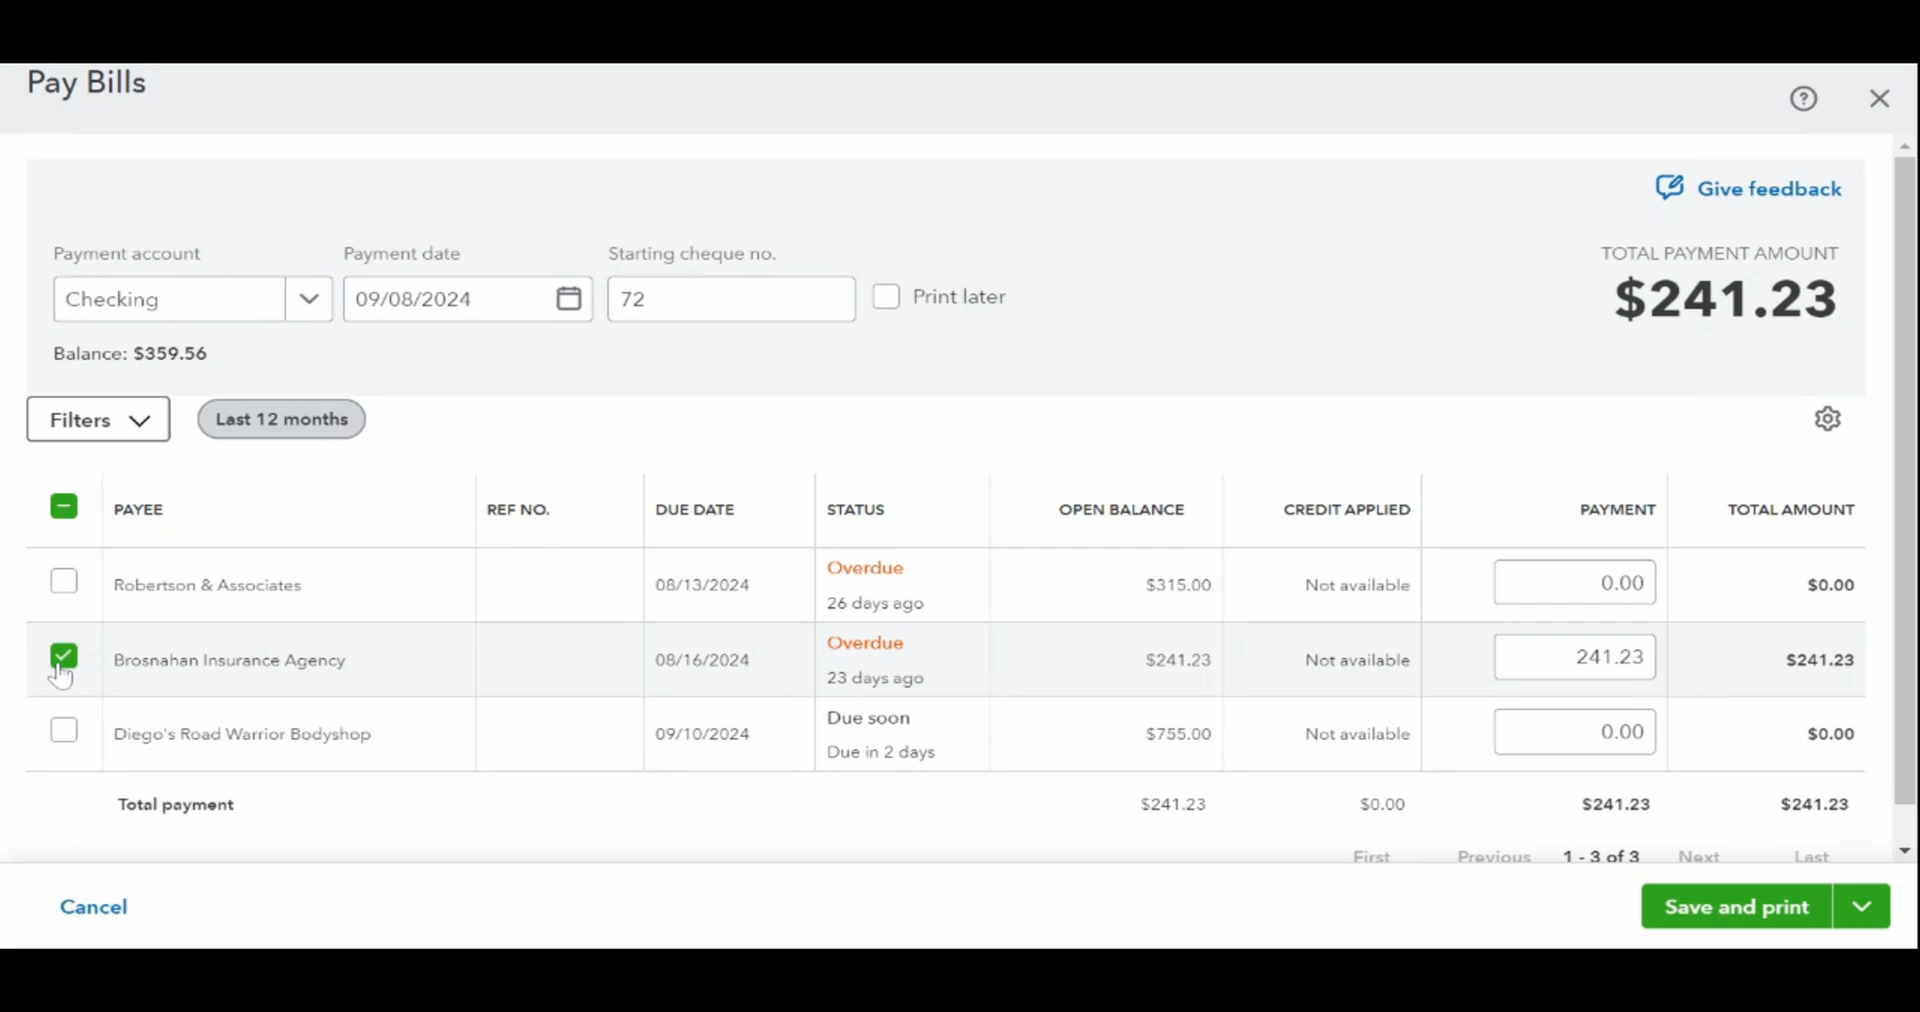 Pay Bills
Give feedback
Payment account Payment date Starting cheque no. TOTAL PAYMENT AMOUNT
Checking 09/08/2024 72 Print later $241.23
Balance: $359.56
Filters Last 12 months
PAYEE REF NO. DUE DATE STATUS OPEN BALANCE CREDIT APPLIED PAYMENT TOTAL AMOUNT
Robertson & Associates 08/13/2024 Overdue $315.00 Not available 0.00 $0.00
26 days ago
Brosnahan Insurance Agency 08/16/2024 Overdue $241.23 Not available 241.23 $241.23
23 days ago
Diego's Road Warrior Bodyshop 09/10/2024 Due soon $755.00 Not available 0.00 $0.00
Due in 2 days
Total payment $241.23 $0.00 $241.23 $241.23
First Previous 1 - 3 of 3 Next Last
Cancel Save and print